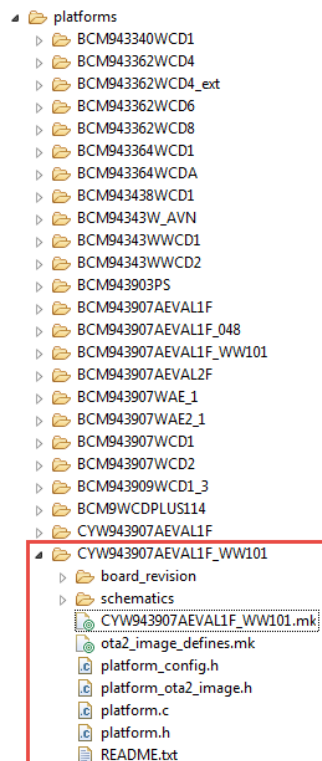 platforms
BCM943340WCD1
BCM943362WCD4
BCM943362WCD4_ext
BCM943362WCD6
BCM943362WCD8
BCM943364WCD1
BCM943364WCDA
BCM943438WCD1
BCM94343W_AVN
BCM94343WWCD1
BCM94343WWCD2
BCM943903PS
BCM943907AEVAL1F
BCM943907AEVAL1F_048
BCM943907AEVAL1F_WW101
BCM943907AEVAL2F
BCM943907WAE_1
BCM943907WAE2_1
BCM943907WCD1
BCM943907WCD2
BCM943909WCD1_3
BCM9WCDPLUS114
CYW943907AEVAL1F
CYW943907AEVAL1F_WW101
board_revision
schematics
CYW943907AEVAL1F_WW101.mk
ota2_image_defines.mk
platform_config.h
platform_ota2_image.h
platform.c
platform.h
README.txt